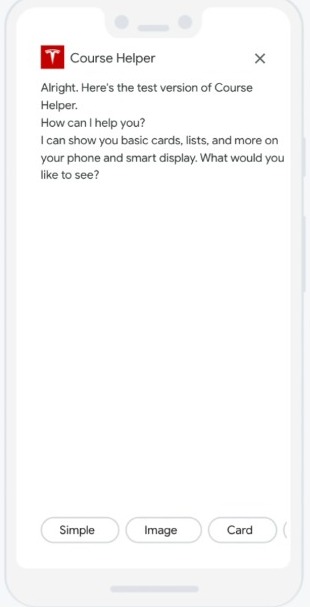 Course Helper
Alright. Here's the test version of Course
Helper.
How can I help you?
I can show you basic cards, lists, and more on
your phone and smart display. What would you
like to see?
Simple Image Card